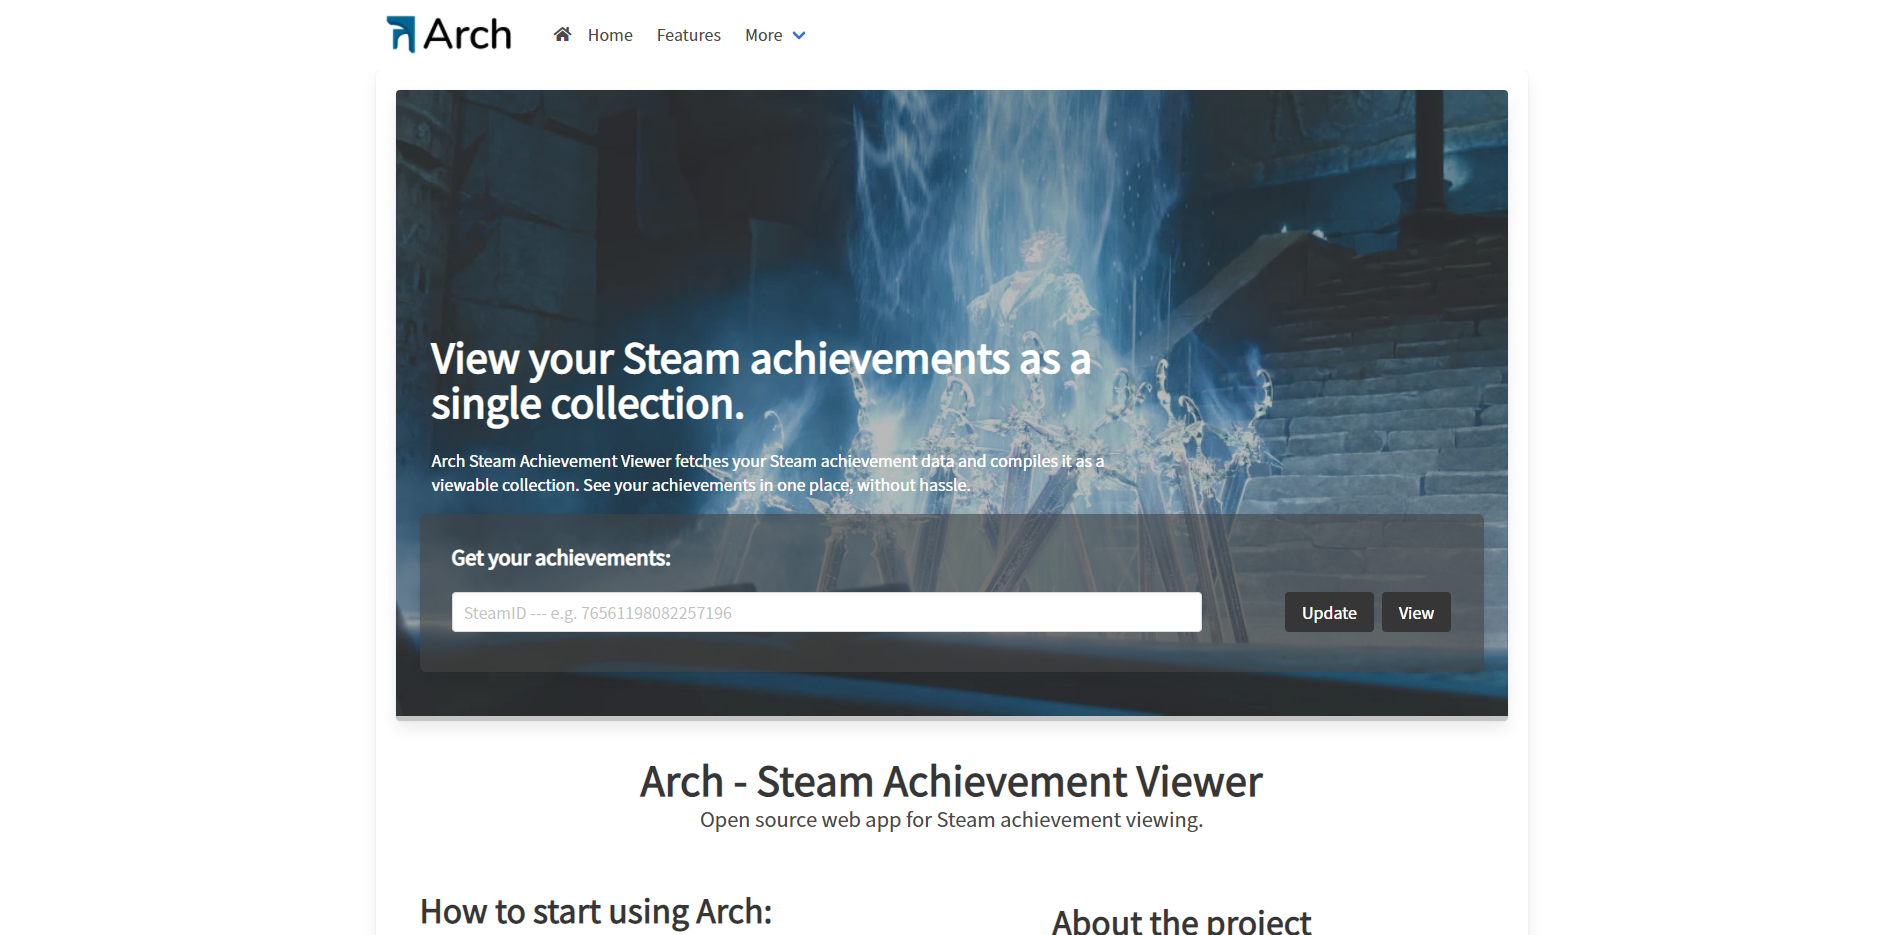 Arch
Home
Features
More
View your Steam achievements as a
single collection.
Arch Steam Achievement Viewer fetches your Steam achievement data and compiles it as a
viewable collection. See your achievements in one place, without hassle.
Get your achievements:
SteamID --- e.g. 76561198082257196
Update
View
Arch - Steam Achievement Viewer
Open source web app for Steam achievement viewing.
How to start using Arch:
About the project